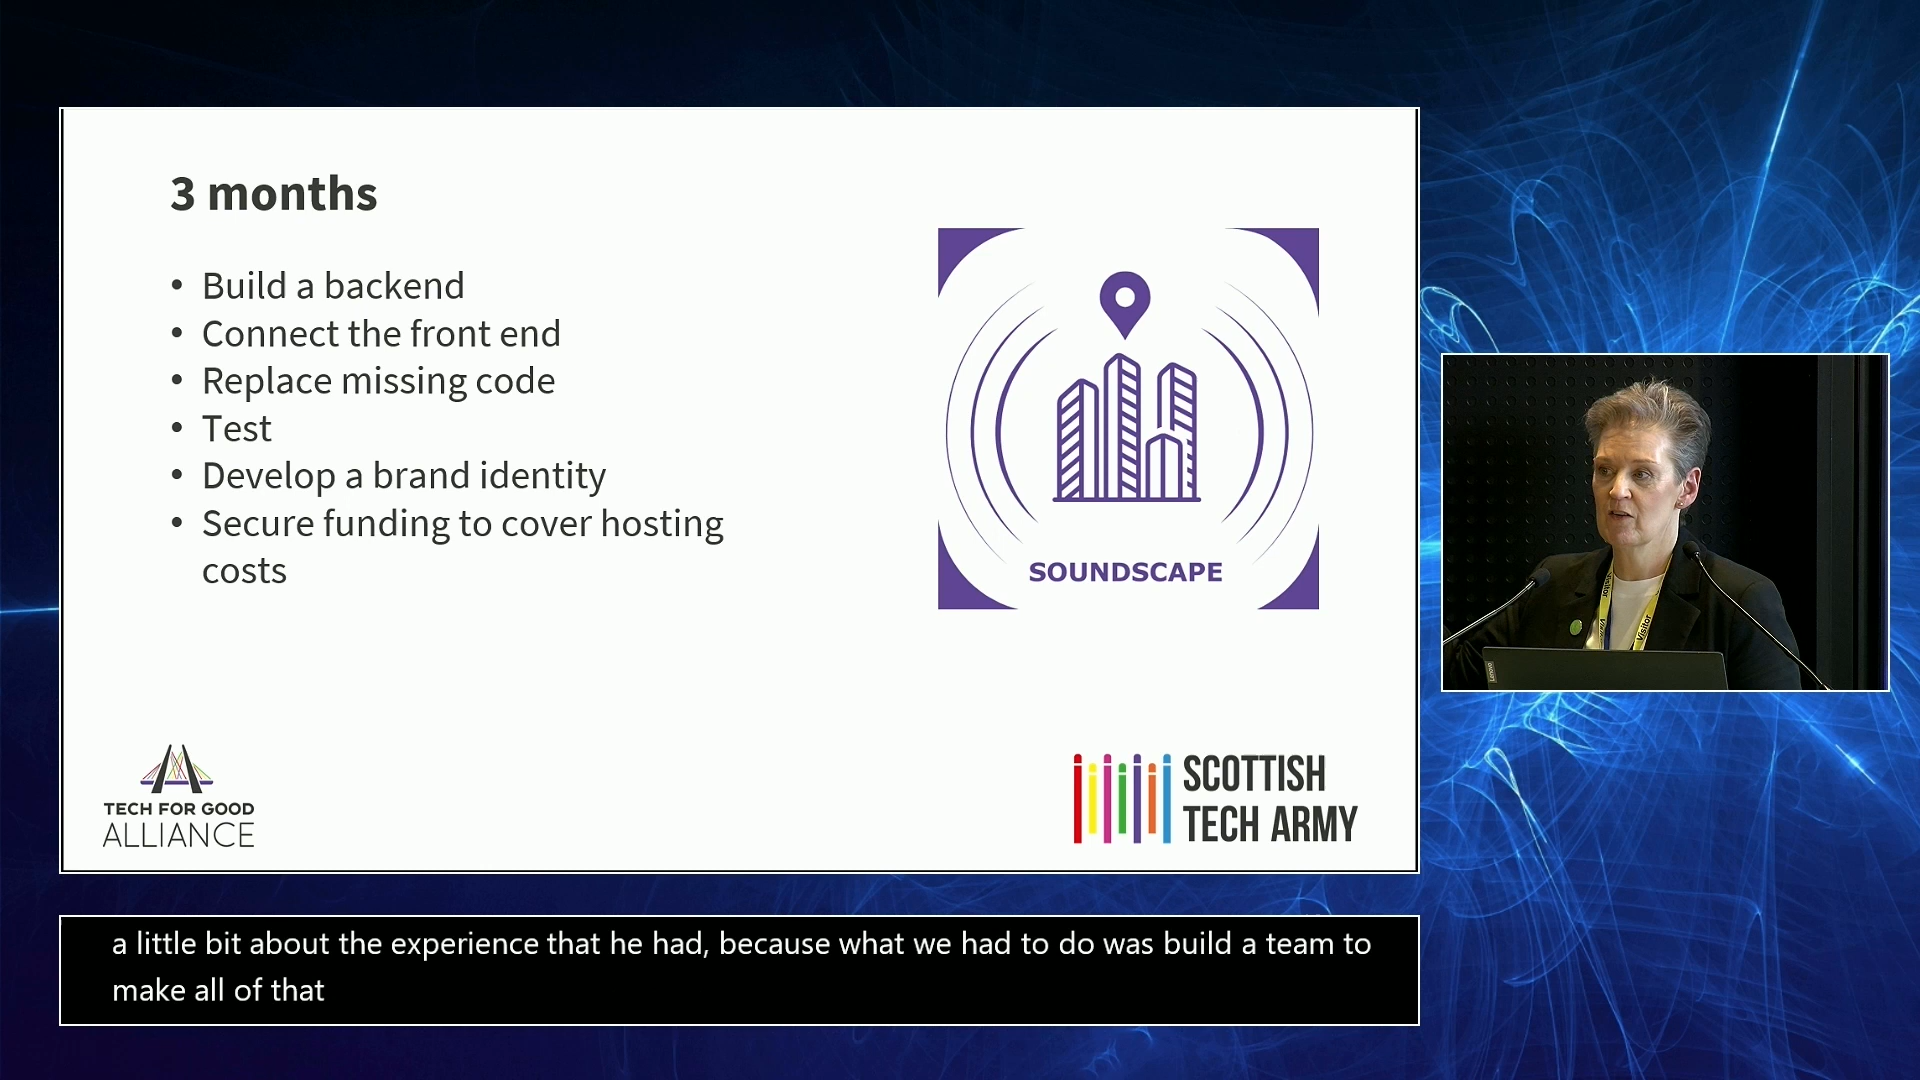 3 months
• Build a backend
• Connect the front end
• Replace missing code
• Test
• Develop a brand identity
• Secure funding to cover hosting
costs
SOUNDSCAPE
TECH FOR GOOD
ALLIANCE
SCOTTISH
TECH ARMY
Visitor
Lenovo
a little bit about the experience that he had, because what we had to do was build a team to
make all of that